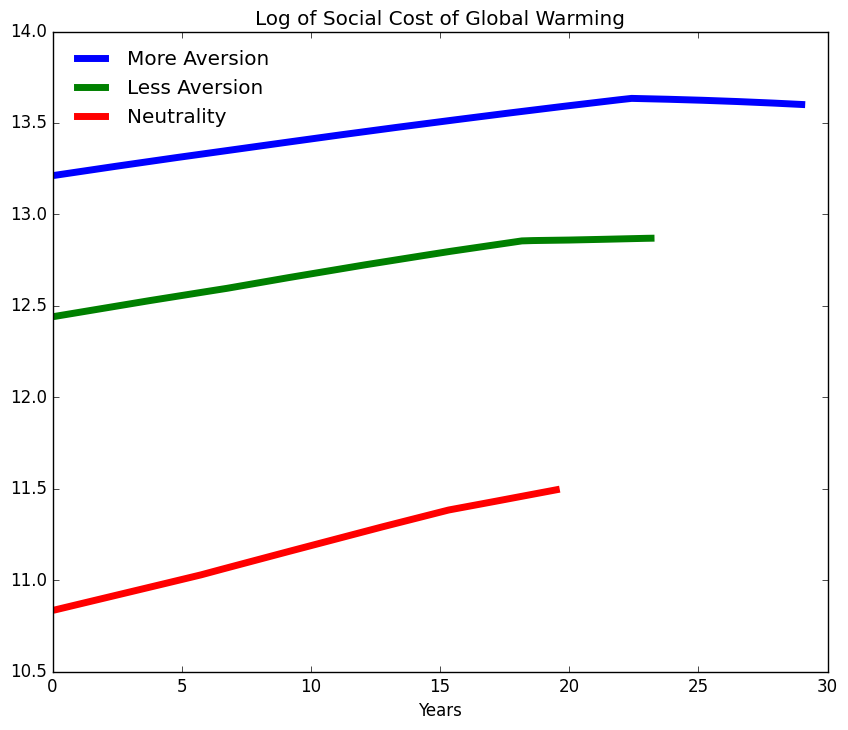 Log of Social Cost of Global Warming
14.0
More Aversion
Less Aversion
Neutrality
13.5
13.0
12.5
12.0
11.5
11.0
10.5
0 5 10 15 20 25 30
Years